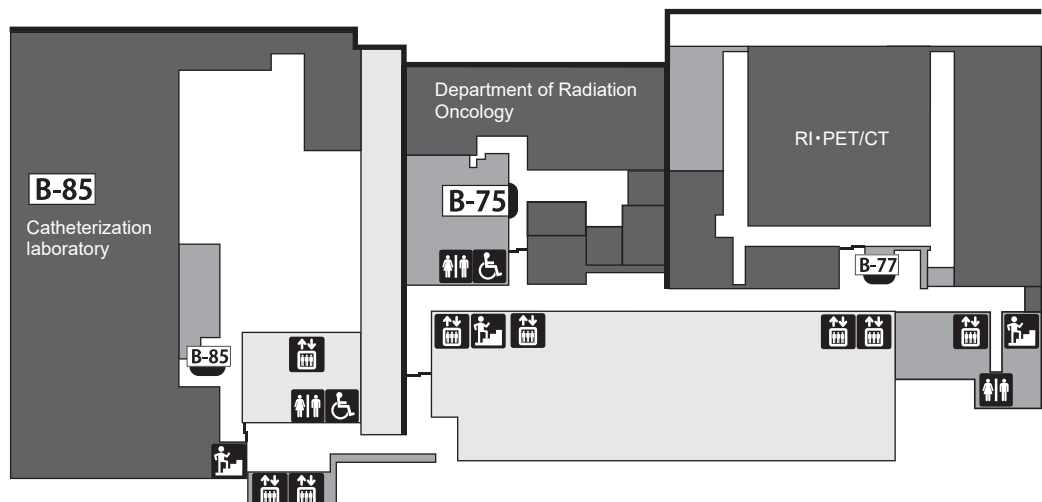 Department of Radiation
Oncology
RI・PET/CT
B-85
B-75
Catheterization
laboratory
B-77
B-85